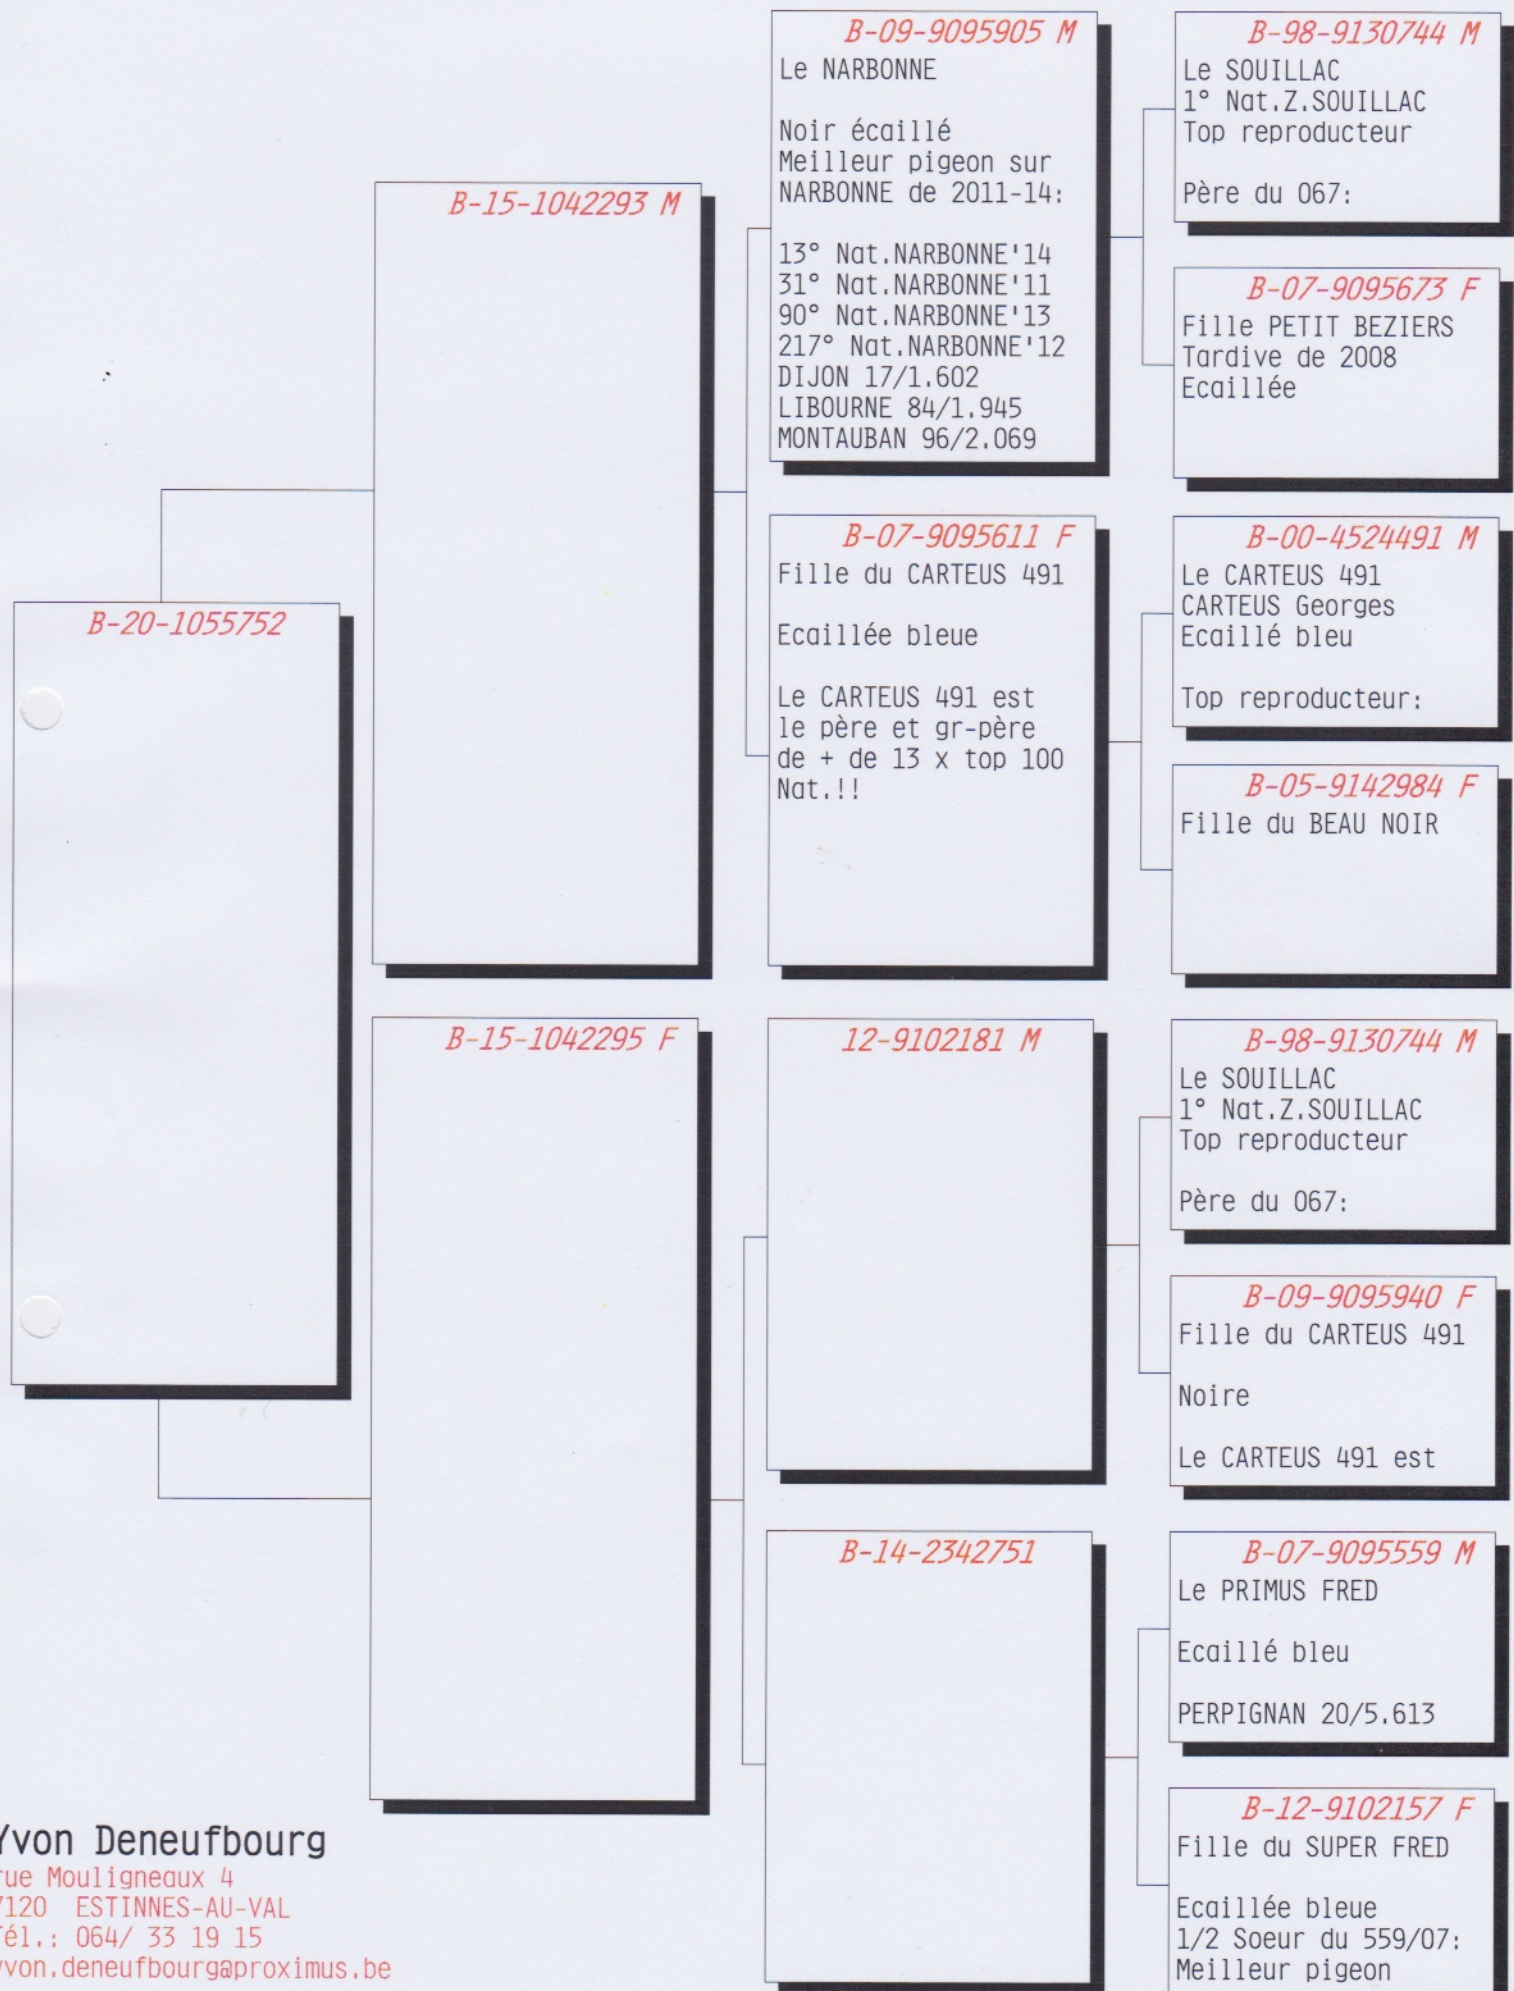 B-20-1055752
B-15-1042293 M
B-15-1042295 F
B-09-9095905 M
Le NARBONNE
Noir écaillé
Meilleur pigeon sur
NARBONNE de 2011-14:
13° Nat.NARBONNE'14
31° Nat.NARBONNE'11
90° Nat.NARBONNE'13
217° Nat.NARBONNE'12
DIJON 17/1.602
LIBOURNE 84/1.945
MONTAUBAN 96/2.069
B-07-9095611 F
Fille du CARTEUS 491
Ecaillée bleue
Le CARTEUS 491 est
le père et gr-père
de + de 13 x top 100
Nat.!!
12-9102181 M
B-14-2342751
B-98-9130744 M
Le SOUILLAC
1° Nat.Z.SOUILLAC
Top reproducteur
Père du 067:
B-07-9095673 F
Fille PETIT BEZIERS
Tardive de 2008
Ecaillée
B-00-4524491 M
Le CARTEUS 491
CARTEUS Georges
Ecaillé bleu
Top reproducteur:
B-05-9142984 F
Fille du BEAU NOIR
B-98-9130744 M
Le SOUILLAC
1° Nat.Z.SOUILLAC
Top reproducteur
Père du 067:
B-09-9095940 F
Fille du CARTEUS 491
Noire
Le CARTEUS 491 est
B-07-9095559 M
Le PRIMUS FRED
Ecaillé bleu
PERPIGNAN 20/5.613
B-12-9102157 F
Fille du SUPER FRED
Ecaillée bleue
1/2 Soeur du 559/07:
Meilleur pigeon
Yvon Deneufbourg
rue Mouligneaux 4
7120 ESTINNES-AU-VAL
Tél.: 064/ 33 19 15
yvon.deneufbourg@proximus.be